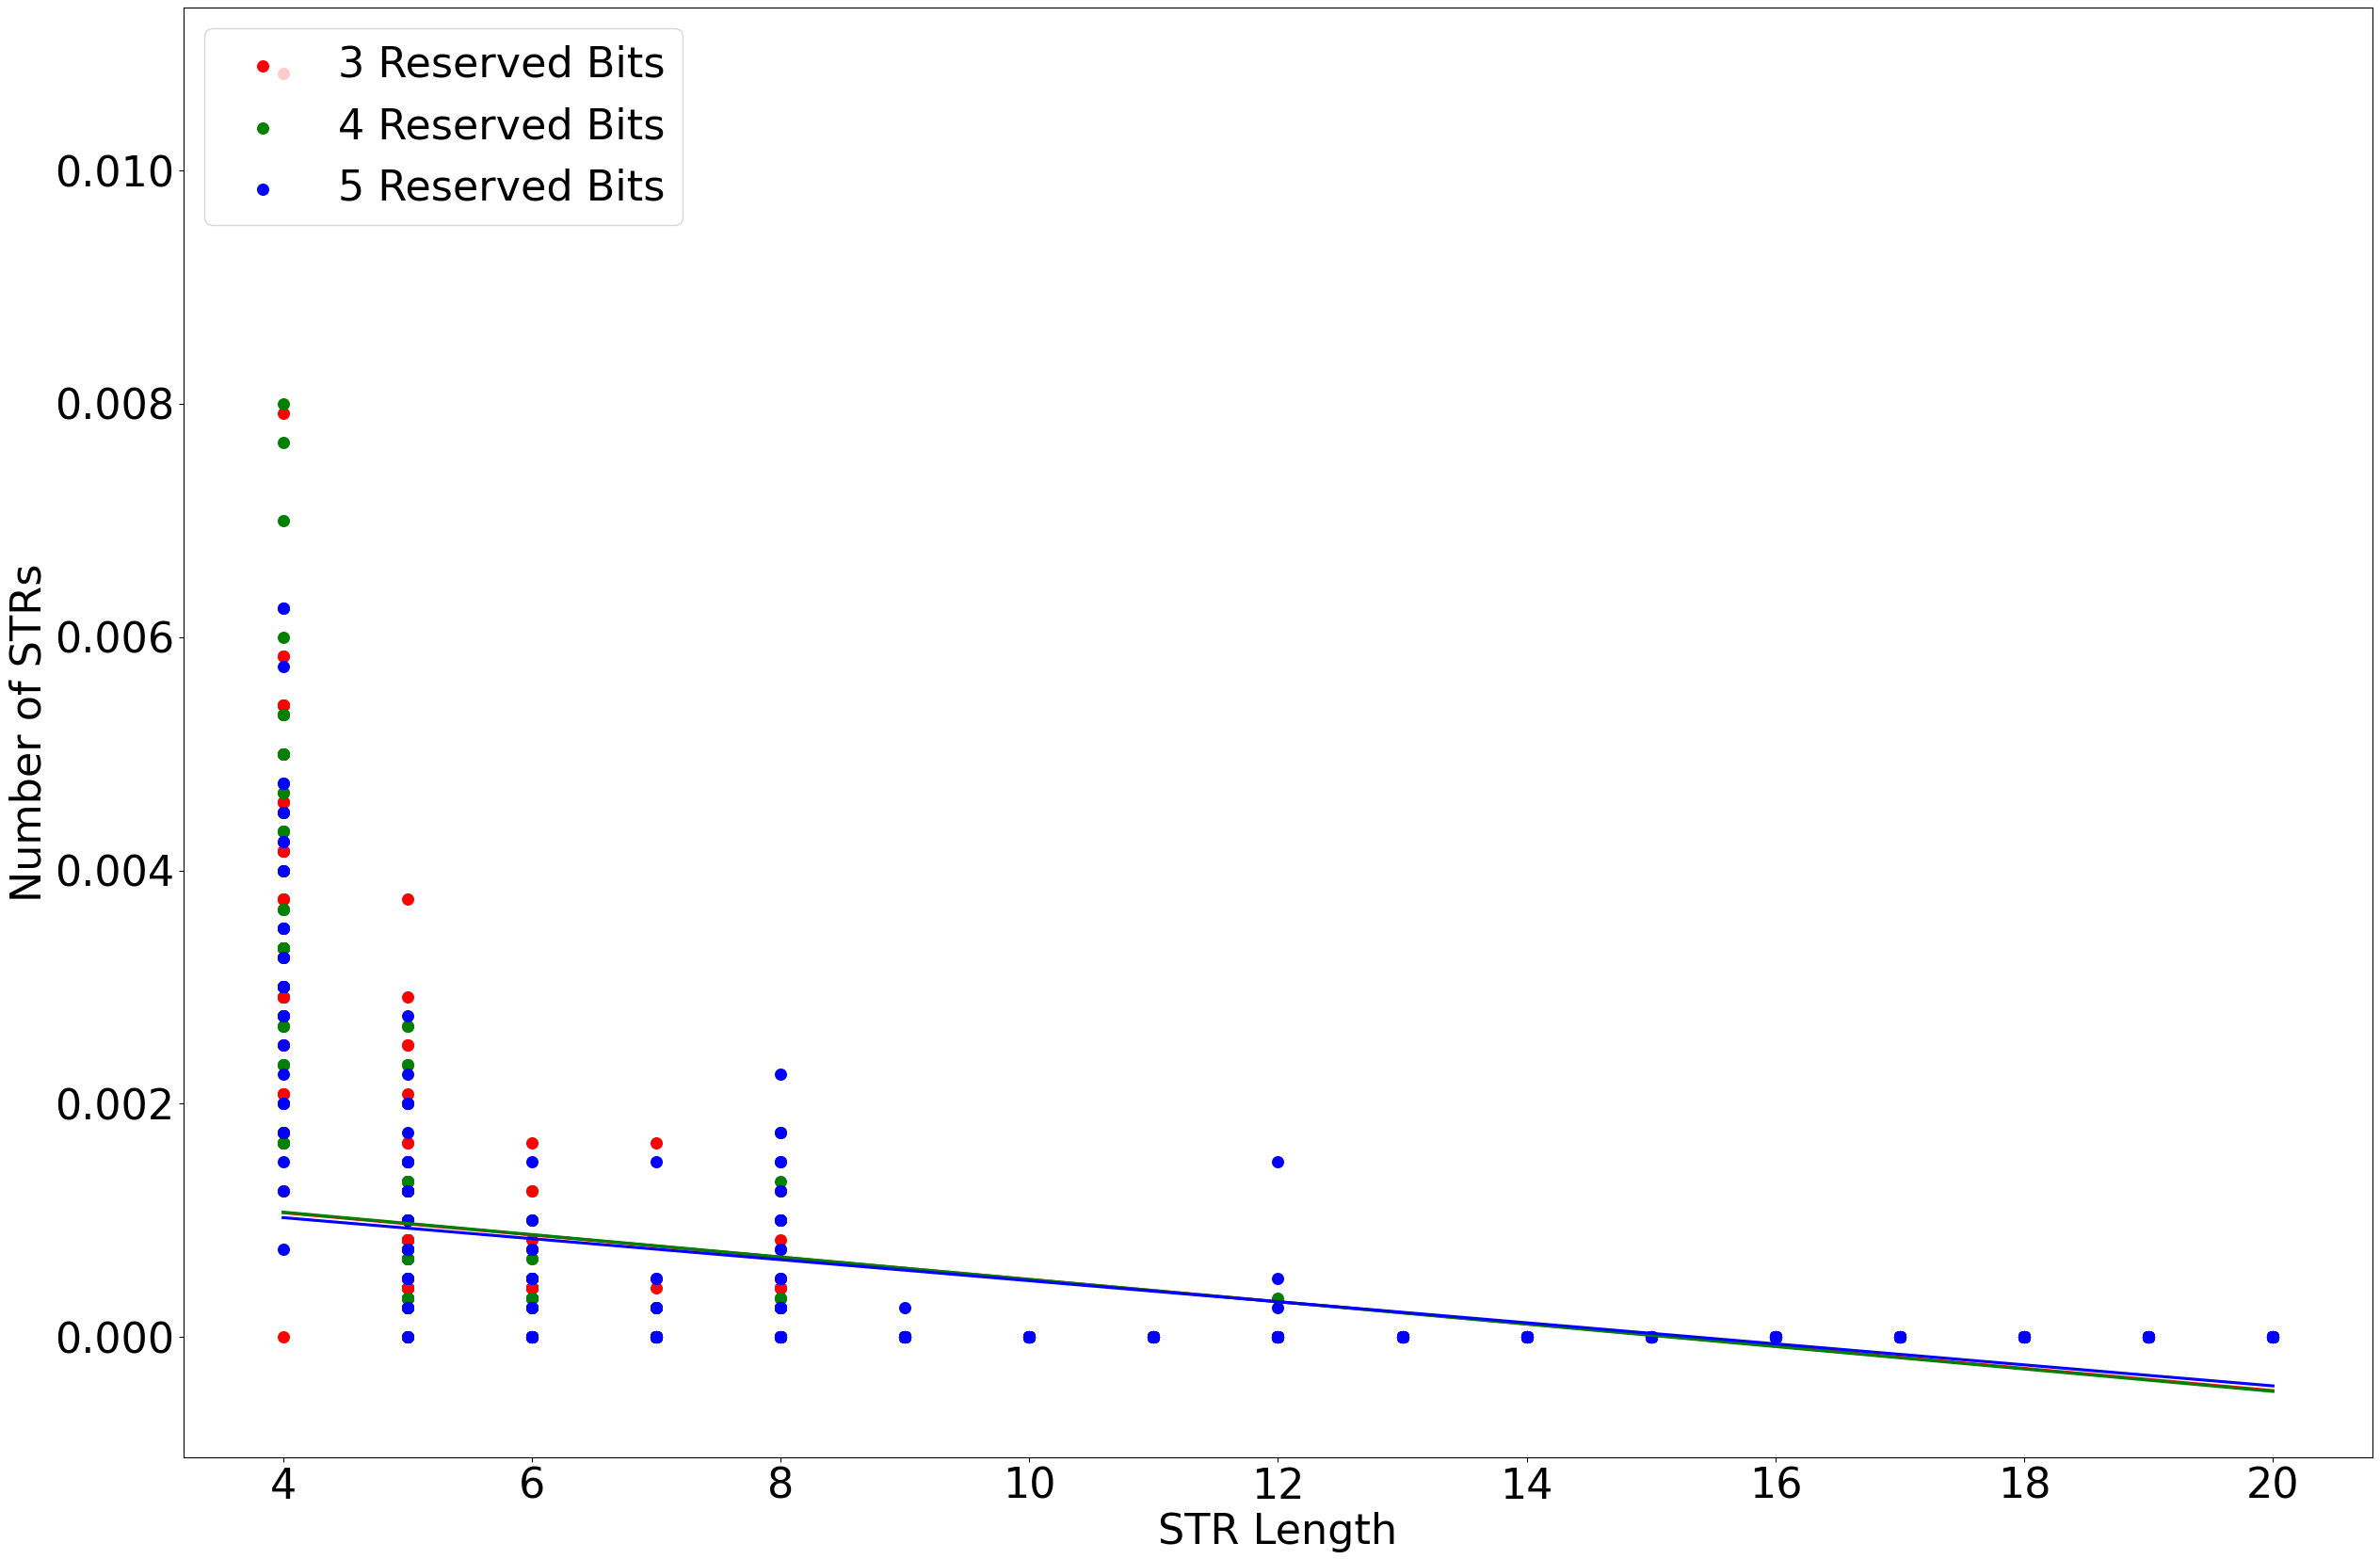 3 Reserved Bits
4 Reserved Bits
5 Reserved Bits
0.010
0.008
0.006
0.004
0.002
0.000
Number of STRs
4 6 8 10 12 14 16 18 20
STR Length